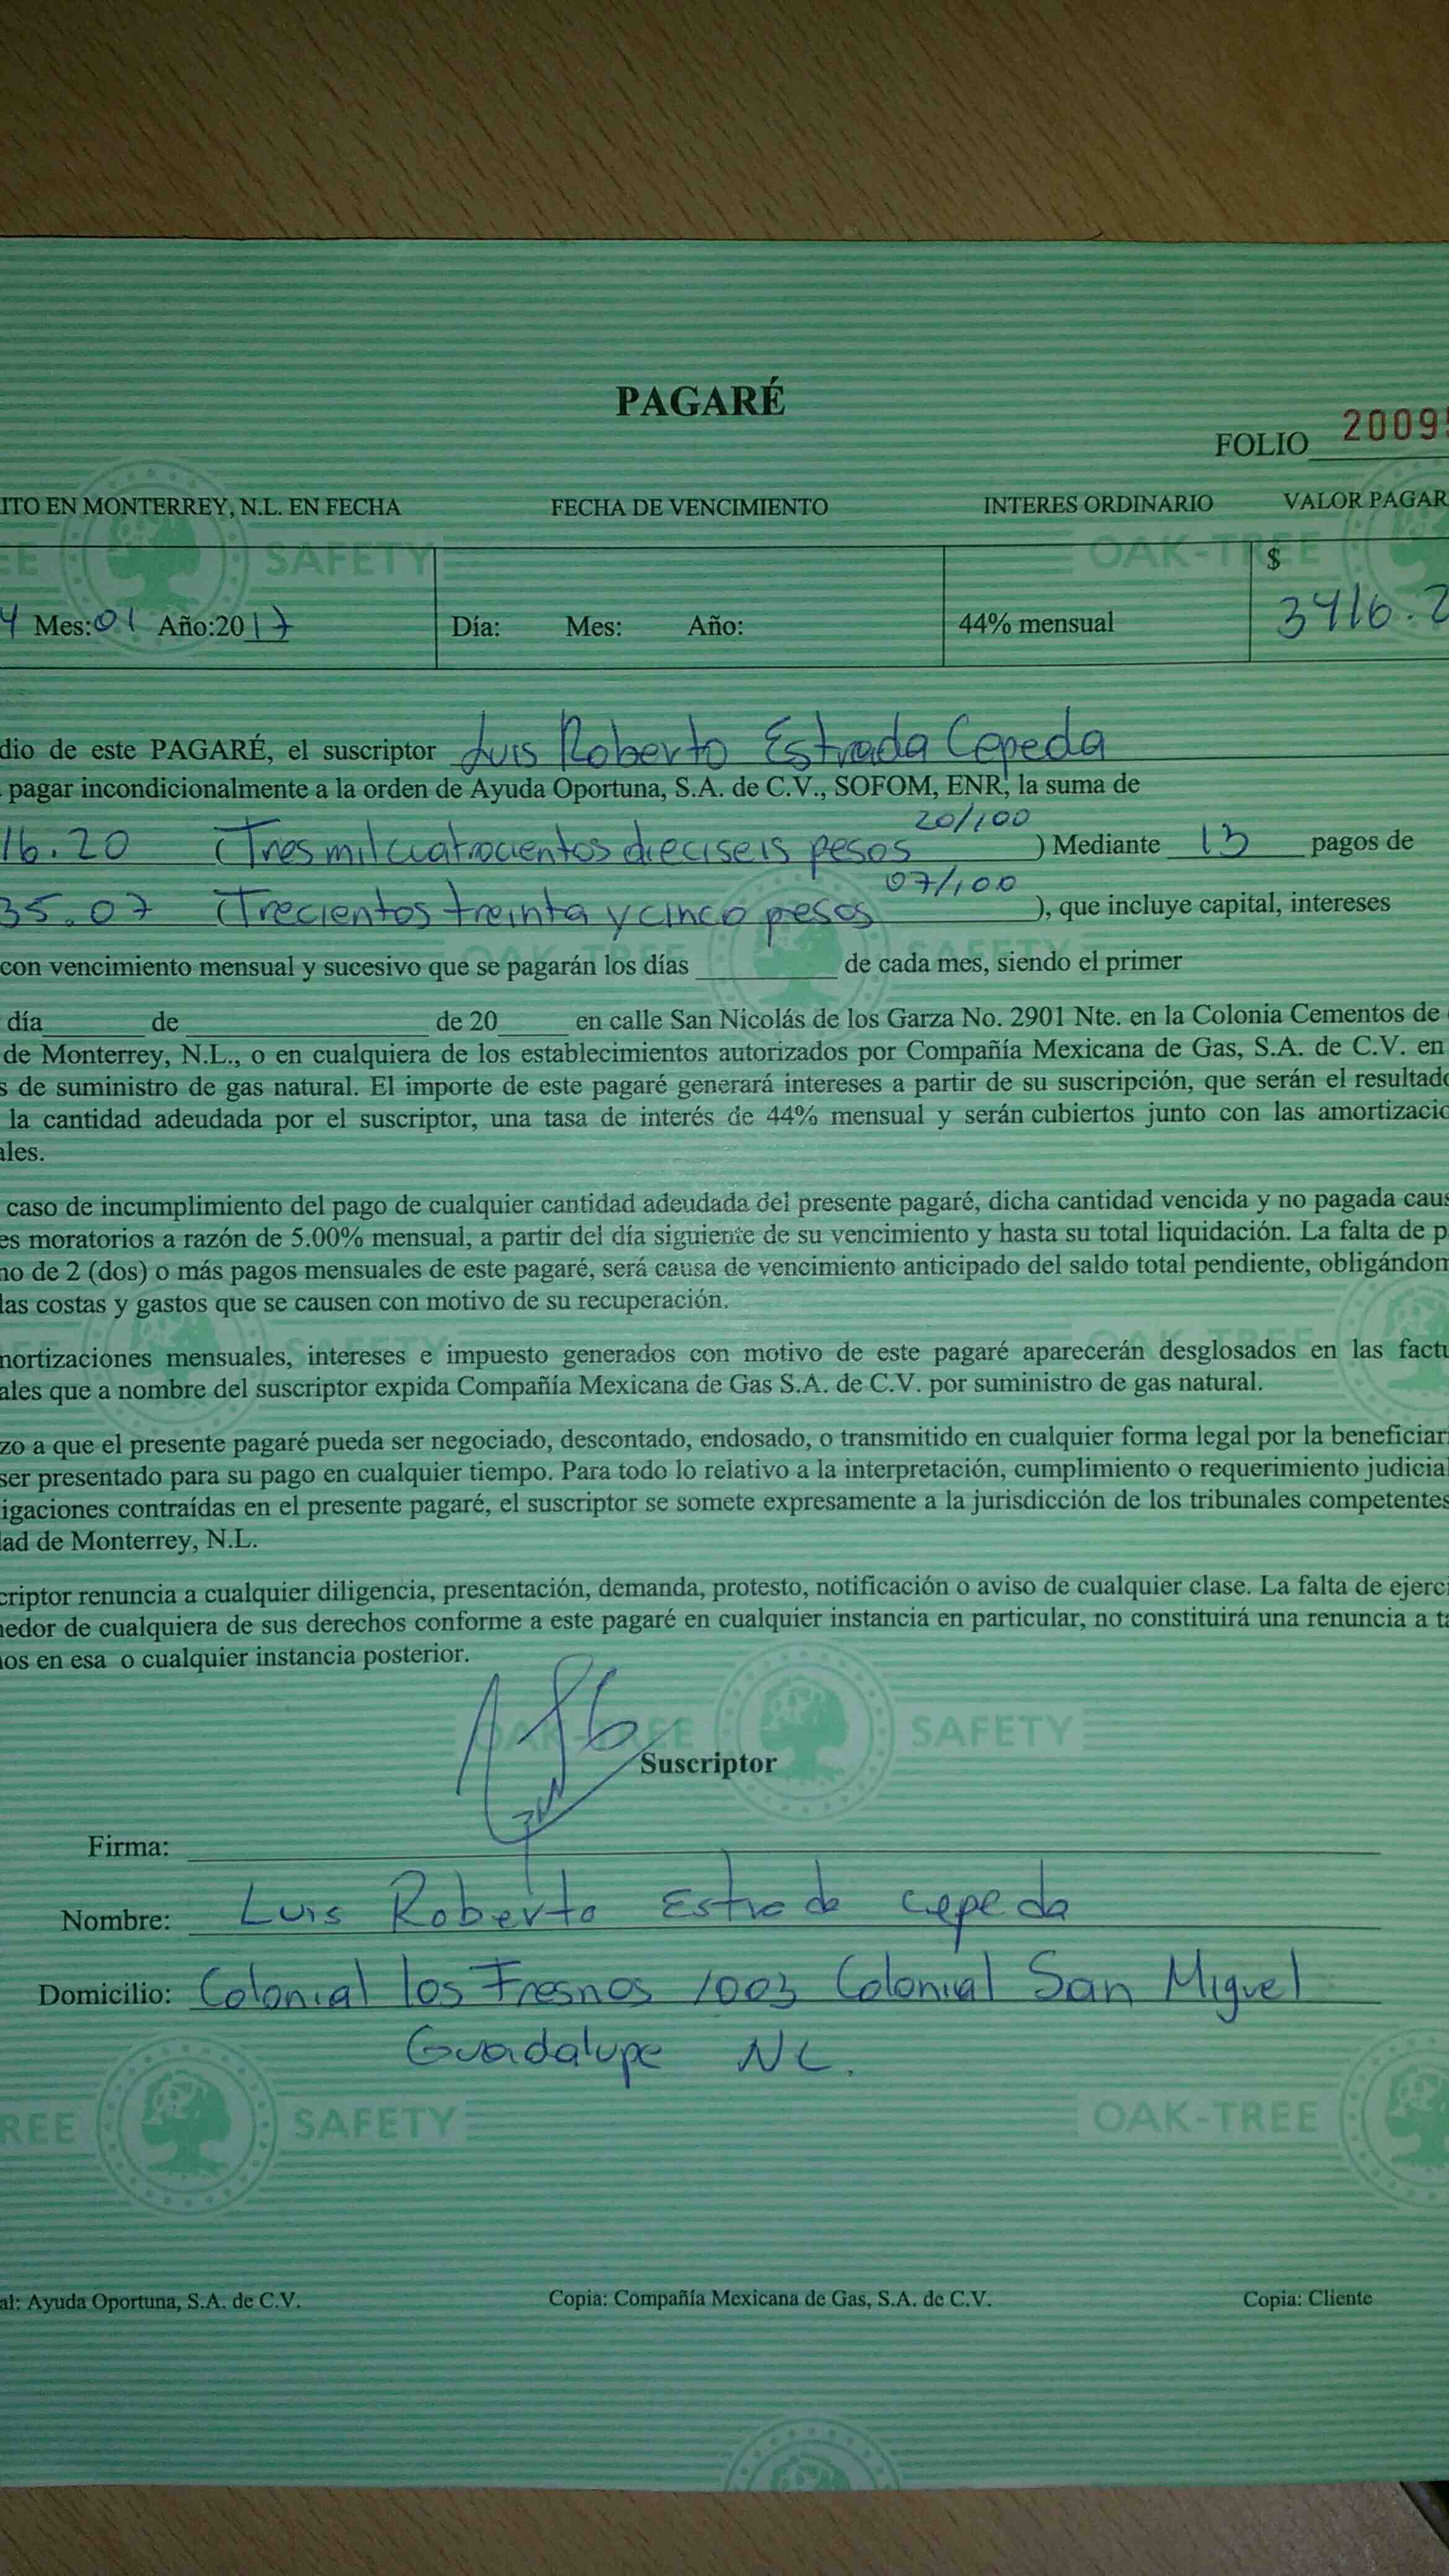 PAGARÉ
FOLIO 2009
ITO EN MONTERREY, N.L. EN FECHA FECHA DE VENCIMIENTO INTERES ORDINARIO VALOR PAGAR
$
4 Mes:01 Año:2017 Día: Mes: Año: 44% mensual 3416.2
dio de este PAGARÉ, el suscriptor Luis Roberto Estrada Cepeda
pagar incondicionalmente a la orden de Ayuda Oportuna, S.A. de C.V., SOFOM, ENR, la suma de
16.20 (Tres mil cuatrocientos dieciseis pesos 20/100 ) Mediante 13 pagos de
35.07 (Trecientos treinta y cinco pesos 07/100 ), que incluye capital, intereses
con vencimiento mensual y sucesivo que se pagarán los días de cada mes, siendo el primer
día de de 20 en calle San Nicolás de los Garza No. 2901 Nte. en la Colonia Cementos de
de Monterrey, N.L., o en cualquiera de los establecimientos autorizados por Compañía Mexicana de Gas, S.A. de C.V. en
s de suministro de gas natural. El importe de este pagaré generará intereses a partir de su suscripción, que serán el resultado
la cantidad adeudada por el suscriptor, una tasa de interés de 44% mensual y serán cubiertos junto con las amortizacio
ales.
caso de incumplimiento del pago de cualquier cantidad adeudada del presente pagaré, dicha cantidad vencida y no pagada caus
es moratorios a razón de 5.00% mensual, a partir del día siguiente de su vencimiento y hasta su total liquidación. La falta de p
no de 2 (dos) o más pagos mensuales de este pagaré, será causa de vencimiento anticipado del saldo total pendiente, obligándom
las costas y gastos que se causen con motivo de su recuperación.
mortizaciones mensuales, intereses e impuesto generados con motivo de este pagaré aparecerán desglosados en las factu
ales que a nombre del suscriptor expida Compañía Mexicana de Gas S.A. de C.V. por suministro de gas natural.
zo a que el presente pagaré pueda ser negociado, descontado, endosado, o transmitido en cualquier forma legal por la beneficiar
ser presentado para su pago en cualquier tiempo. Para todo lo relativo a la interpretación, cumplimiento o requerimiento judicial
igaciones contraídas en el presente pagaré, el suscriptor se somete expresamente a la jurisdicción de los tribunales competentes
dad de Monterrey, N.L.
criptor renuncia a cualquier diligencia, presentación, demanda, protesto, notificación o aviso de cualquier clase. La falta de ejerci
edor de cualquiera de sus derechos conforme a este pagaré en cualquier instancia en particular, no constituirá una renuncia a ta
nos en esa o cualquier instancia posterior.
OAK-TREE SAFETY
Suscriptor
Firma:
Nombre: Luis Roberto Estrada Cepeda
Domicilio: Colonial los Fresnos 1003 Colonial San Miguel
Guadalupe NL.
REE SAFETY OAK-TREE
al: Ayuda Oportuna, S.A. de C.V. Copia: Compañía Mexicana de Gas, S.A. de C.V. Copia: Cliente